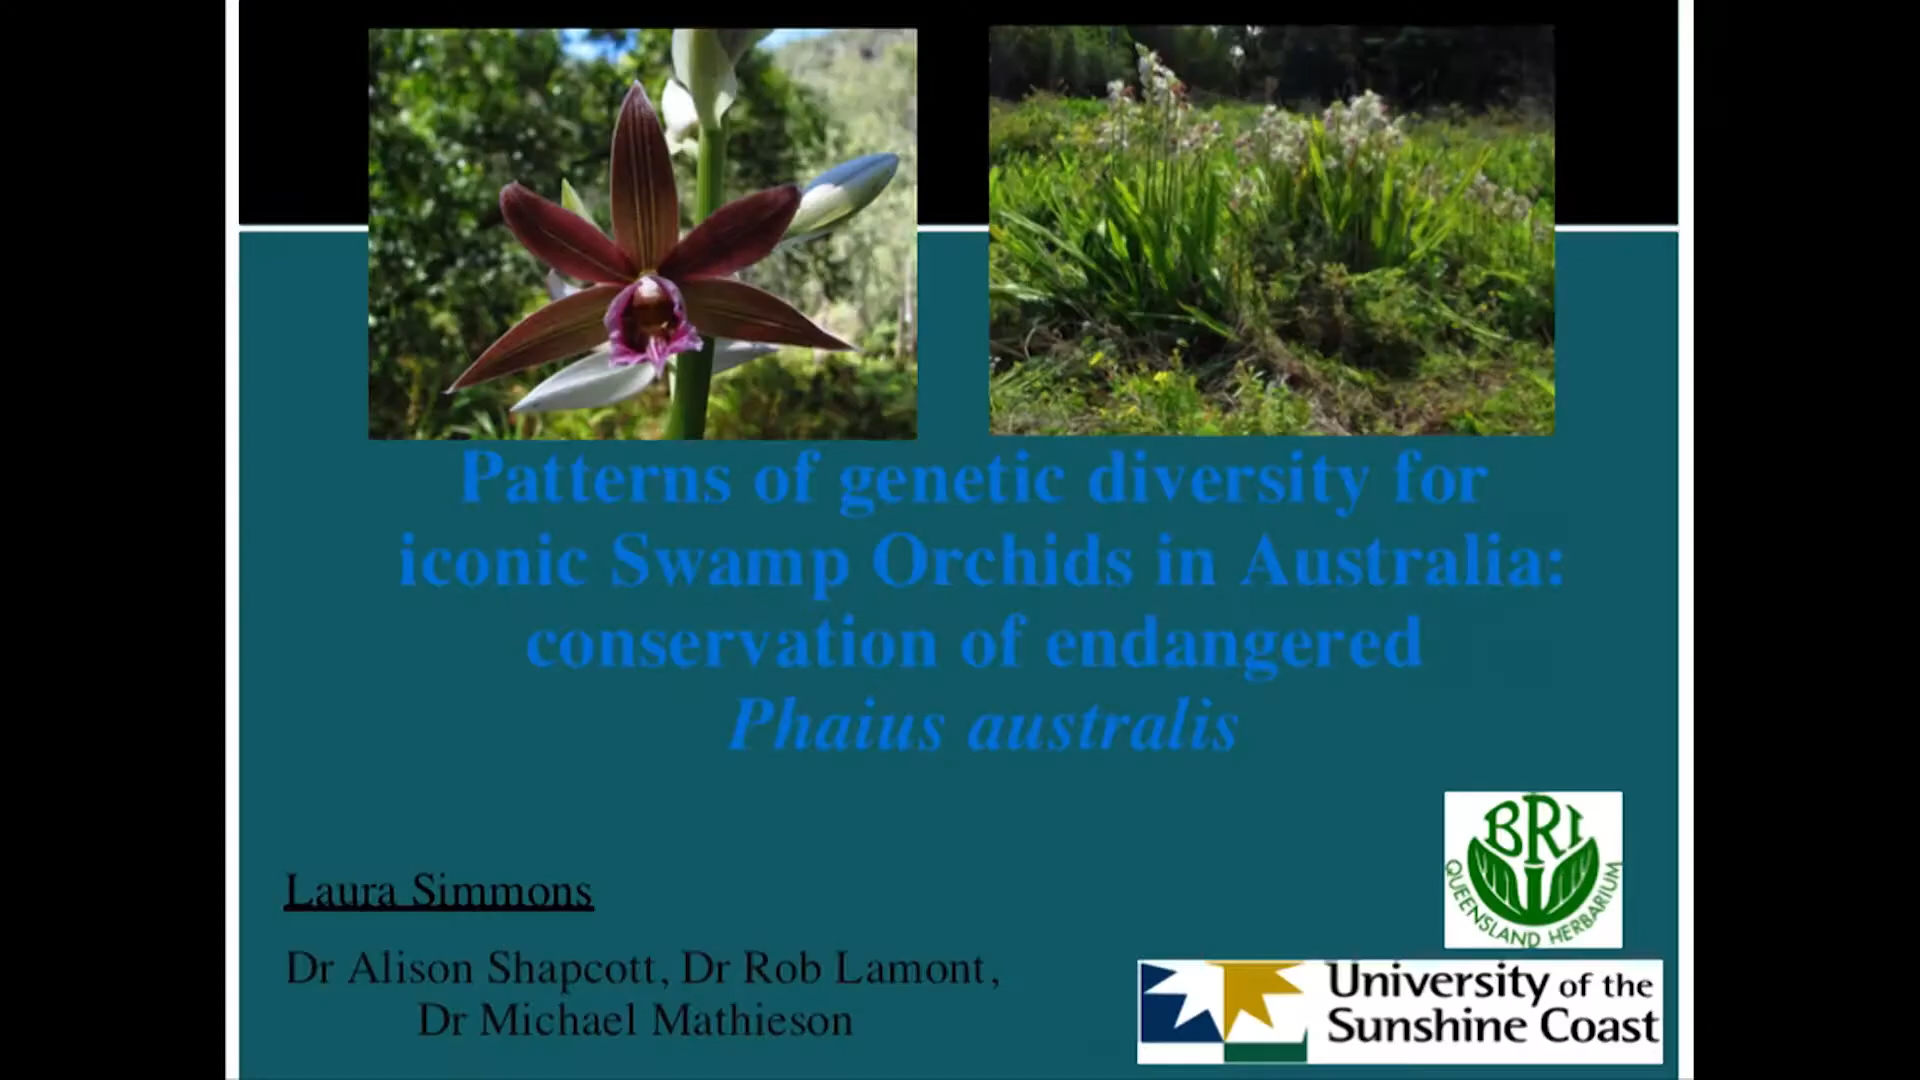 Patterns of genetic diversity for
iconic Swamp Orchids in Australia:
conservation of endangered
Phaius australis
Laura Simmons
Dr Alison Shapcott, Dr Rob Lamont,
Dr Michael Mathieson
BRI
QUEENSLAND HERBARIUM
University of the
Sunshine Coast